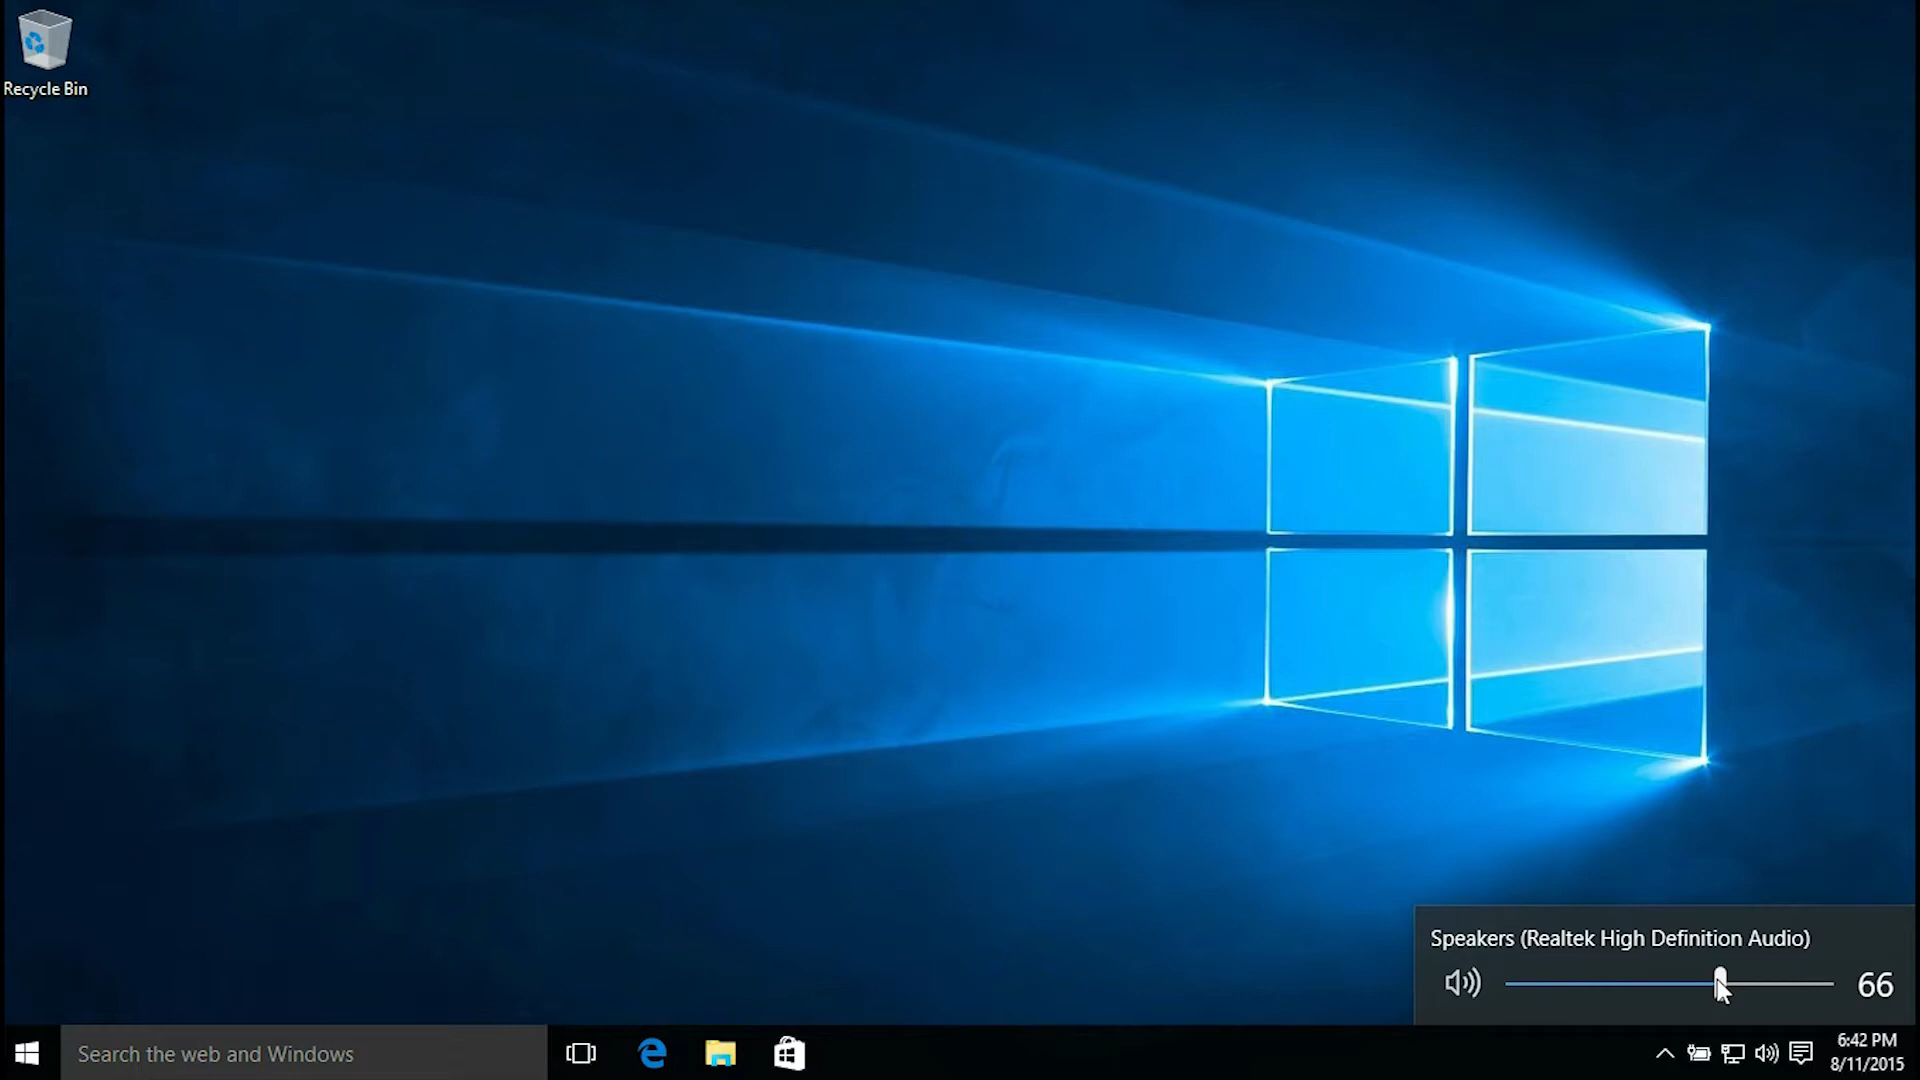 Recycle Bin
Speakers (Realtek High Definition Audio)
66
Search the web and Windows
6:42 PM
8/11/2015